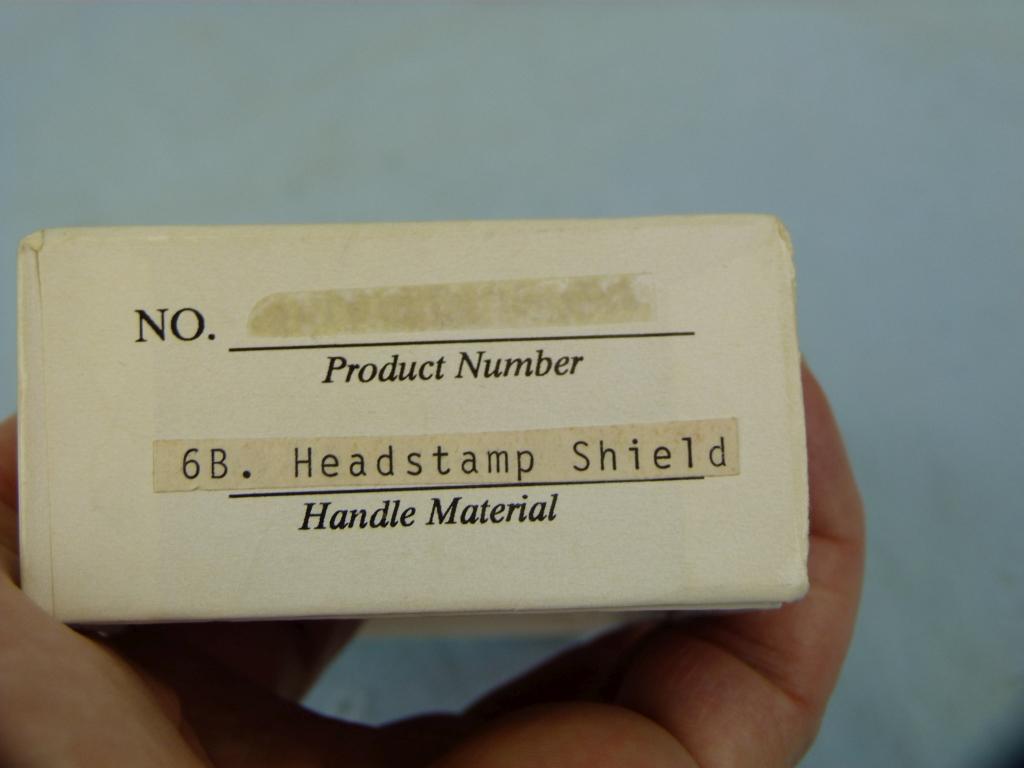 NO.
Product Number
6B. Headstamp Shield
Handle Material